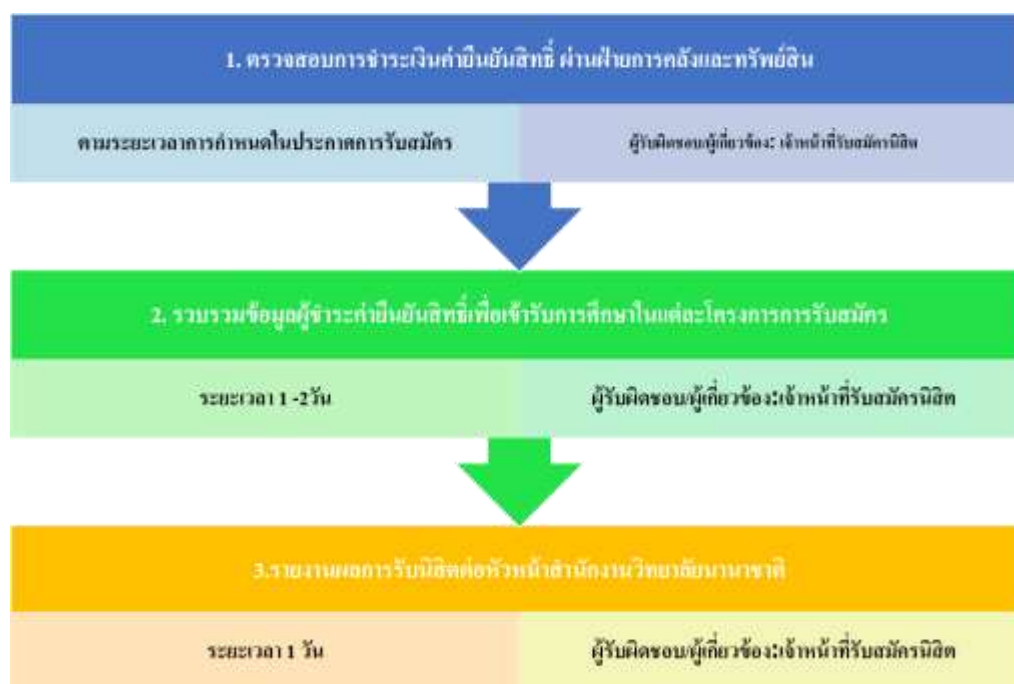 1. ตรวจสอบการชำระเงินค่ายืนยันสิทธิ์ ผ่านฝ่ายการคลังและทรัพย์สิน
ตามระยะเวลาการกำหนดในประกาศการรับสมัคร
ผู้รับผิดชอบ/ผู้เกี่ยวข้อง: เจ้าหน้าที่รับสมัครนิสิต
2. รวบรวมข้อมูลผู้ชำระค่ายืนยันสิทธิ์เพื่อเข้ารับการศึกษาในแต่ละโครงการการรับสมัคร
ระยะเวลา 1 -2วัน
ผู้รับผิดชอบ/ผู้เกี่ยวข้อง:เจ้าหน้าที่รับสมัครนิสิต
3.รายงานผลการรับนิสิตต่อหัวหน้าสำนักงานวิทยาลัยนานาชาติ
ระยะเวลา 1 วัน
ผู้รับผิดชอบ/ผู้เกี่ยวข้อง:เจ้าหน้าที่รับสมัครนิสิต